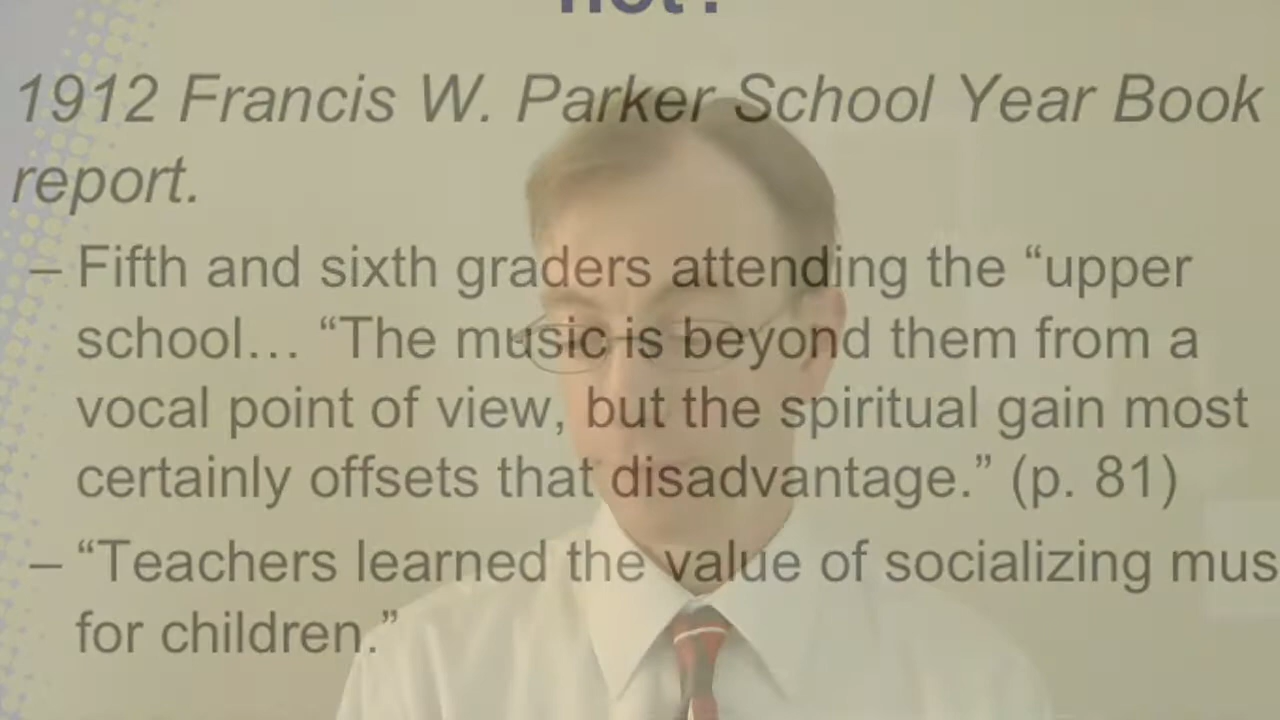 not?
1912 Francis W. Parker School Year Book
report.
– Fifth and sixth graders attending the “upper
school… “The music is beyond them from a
vocal point of view, but the spiritual gain most
certainly offsets that disadvantage.” (p. 81)
– “Teachers learned the value of socializing mus
for children.”